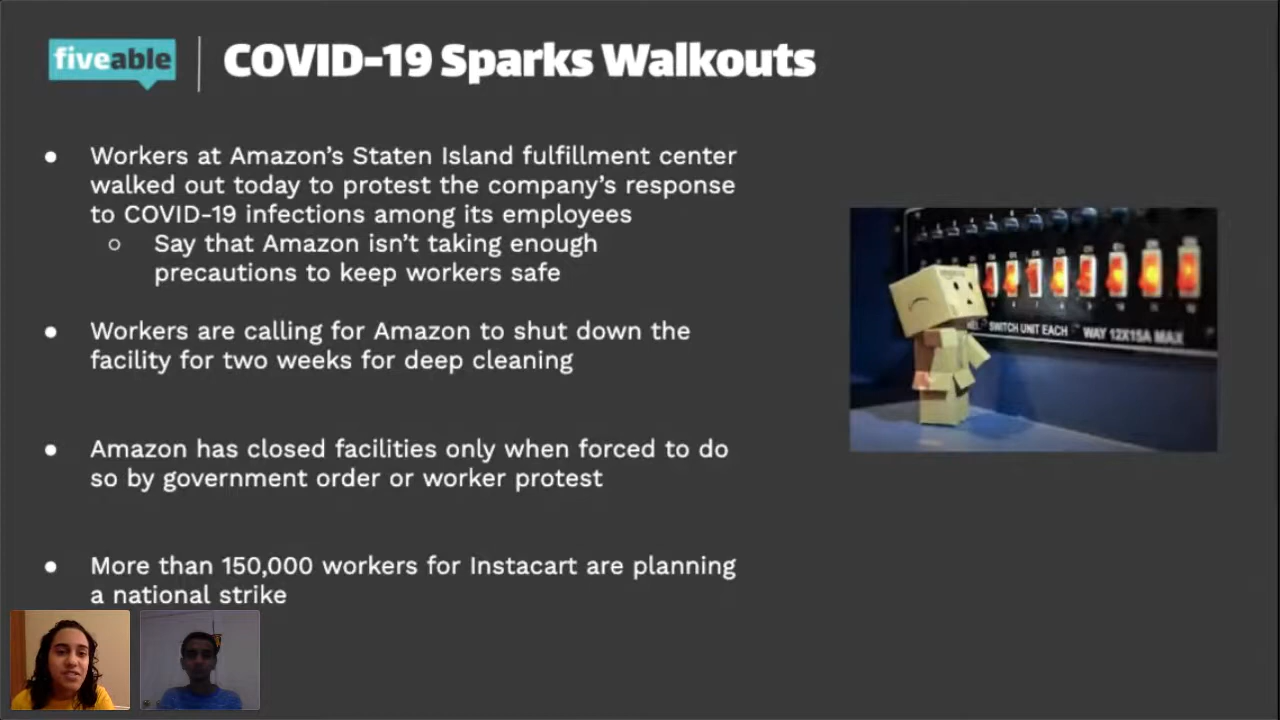 fiveable
COVID-19 Sparks Walkouts
● Workers at Amazon’s Staten Island fulfillment center
walked out today to protest the company’s response
to COVID-19 infections among its employees
○ Say that Amazon isn’t taking enough
precautions to keep workers safe
● Workers are calling for Amazon to shut down the
facility for two weeks for deep cleaning
● Amazon has closed facilities only when forced to do
so by government order or worker protest
● More than 150,000 workers for Instacart are planning
a national strike
SWITCH UNIT EACH WAY 12X15A MAX